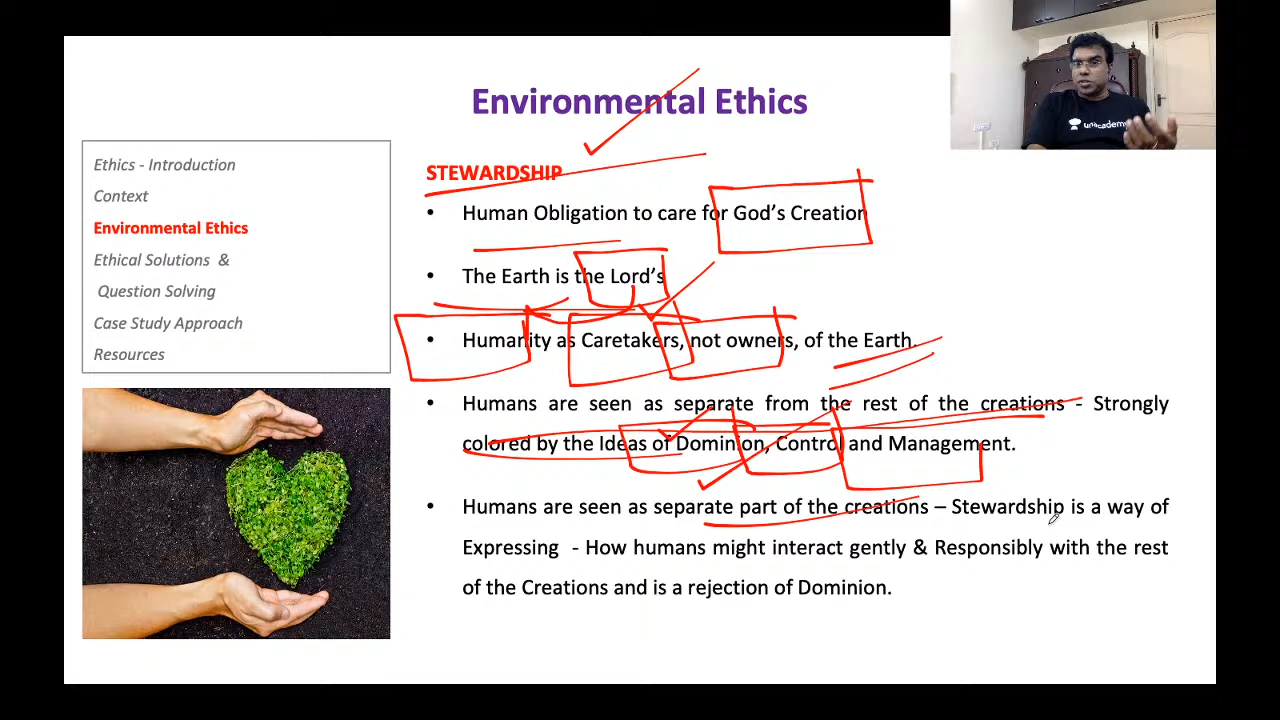 Environmental Ethics
Ethics - Introduction
Context
Environmental Ethics
Ethical Solutions &
Question Solving
Case Study Approach
Resources
STEWARDSHIP
• Human Obligation to care for God's Creation
• The Earth is the Lord's
• Humanity as Caretakers, not owners, of the Earth.
• Humans are seen as separate from the rest of the creations - Strongly
colored by the Ideas of Dominion, Control and Management.
• Humans are seen as separate part of the creations – Stewardship is a way of
Expressing - How humans might interact gently & Responsibly with the rest
of the Creations and is a rejection of Dominion.
unacademy